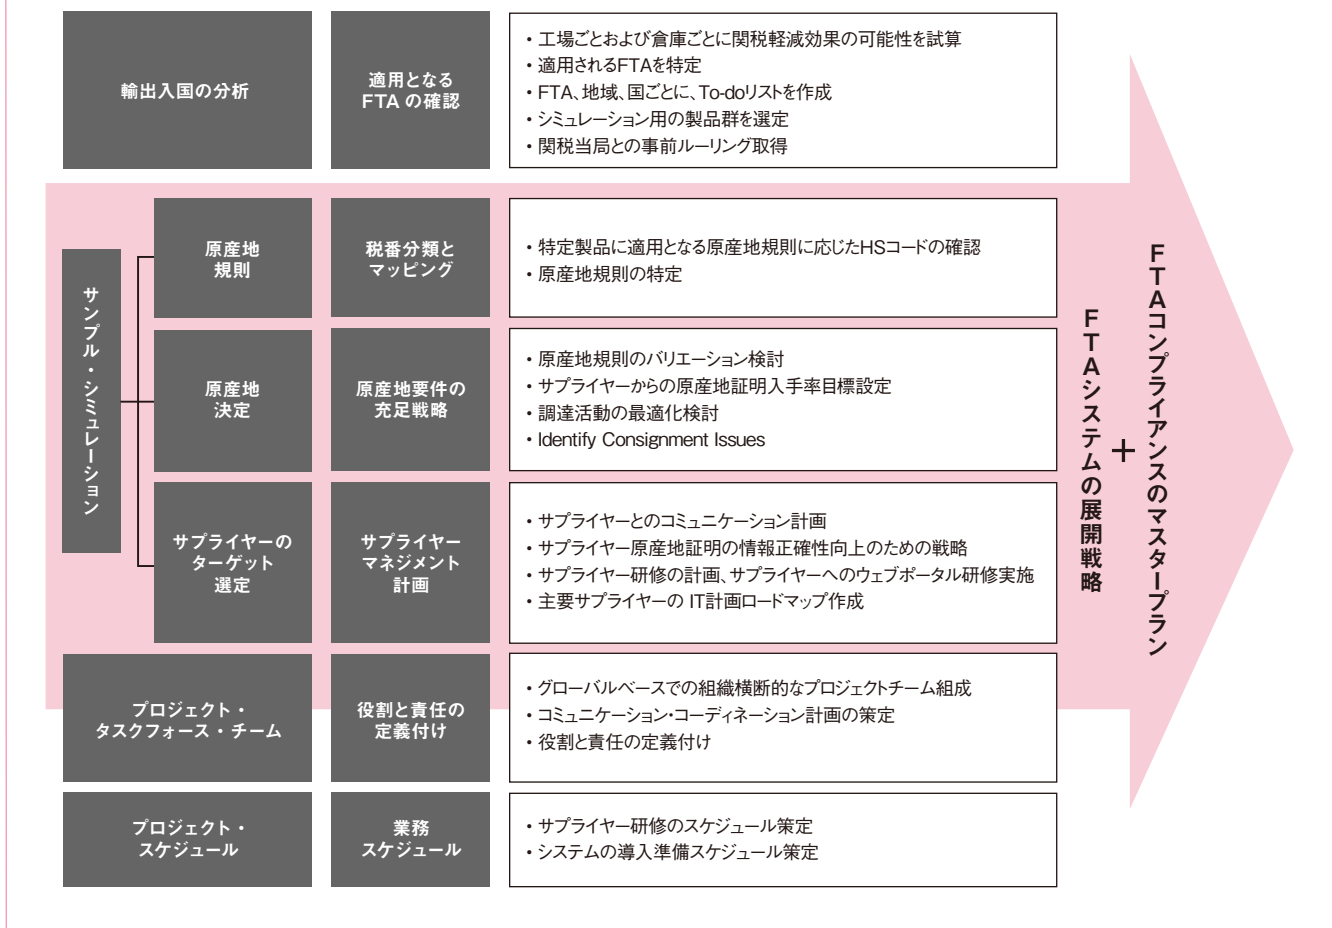 輸出入国の分析
適用となる
FTA の確認
・工場ごとおよび倉庫ごとに関税軽減効果の可能性を試算
・適用されるFTAを特定
・FTA、地域、国ごとに、To-doリストを作成
・シミュレーション用の製品群を選定
・関税当局との事前ルーリング取得
サンプル・シミュレーション
原産地
規則
税番分類と
マッピング
・特定製品に適用となる原産地規則に応じたHSコードの確認
・原産地規則の特定
原産地
決定
原産地要件の
充足戦略
・原産地規則のバリエーション検討
・サプライヤーからの原産地証明入手率目標設定
・調達活動の最適化検討
・Identify Consignment Issues
サプライヤーの
ターゲット
選定
サプライヤー
マネジメント
計画
・サプライヤーとのコミュニケーション計画
・サプライヤー原産地証明の情報正確性向上のための戦略
・サプライヤー研修の計画、サプライヤーへのウェブポータル研修実施
・主要サプライヤーの IT計画ロードマップ作成
プロジェクト・
タスクフォース・チーム
役割と責任の
定義付け
・グローバルベースでの組織横断的なプロジェクトチーム組成
・コミュニケーション・コーディネーション計画の策定
・役割と責任の定義付け
プロジェクト・
スケジュール
業務
スケジュール
・サプライヤー研修のスケジュール策定
・システムの導入準備スケジュール策定
FTAシステムの展開戦略
＋
FTAコンプライアンスのマスタープラン